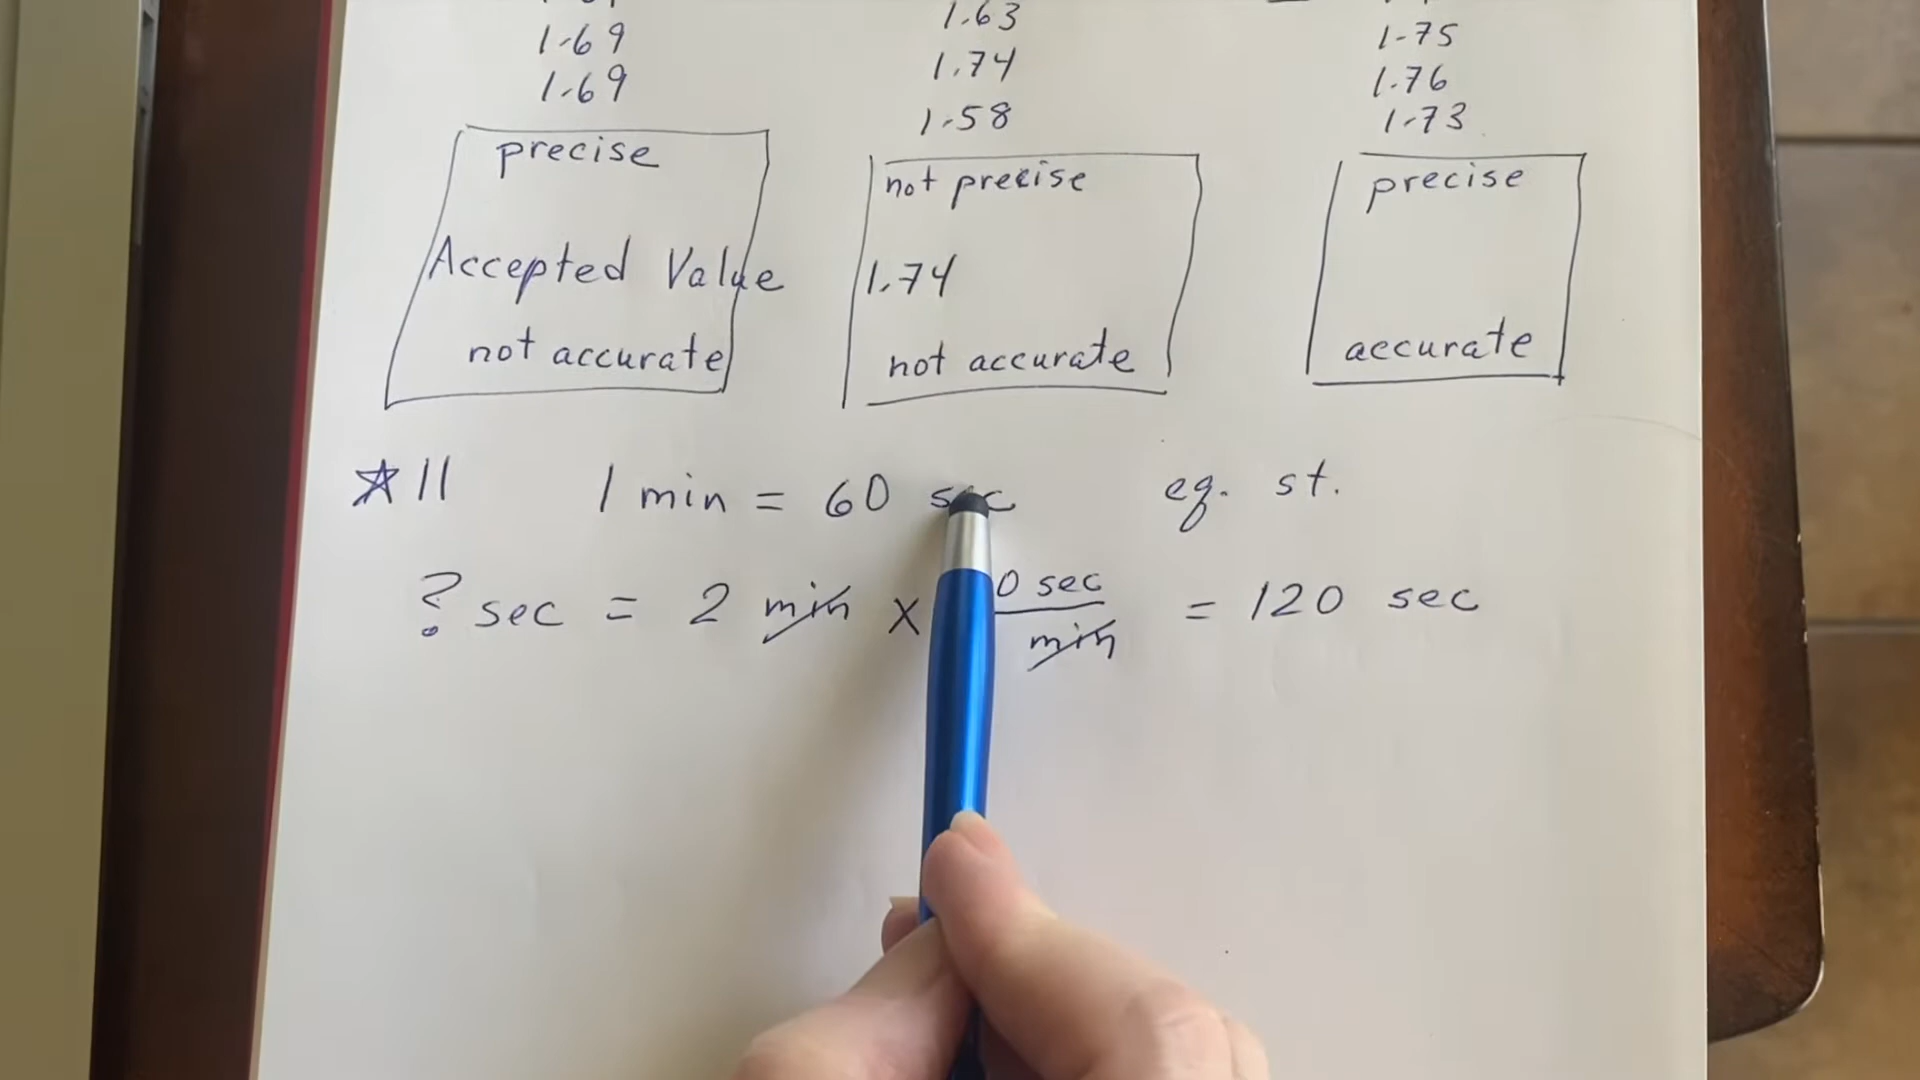 1.63
1.69 1.74 1.75
1.69 1.58 1.76
1.73
precise not precise precise
Accepted Value 1.74
not accurate not accurate accurate
☆11 1 min = 60 sec eq. st.
? sec = 2 min x 0 sec = 120 sec
min